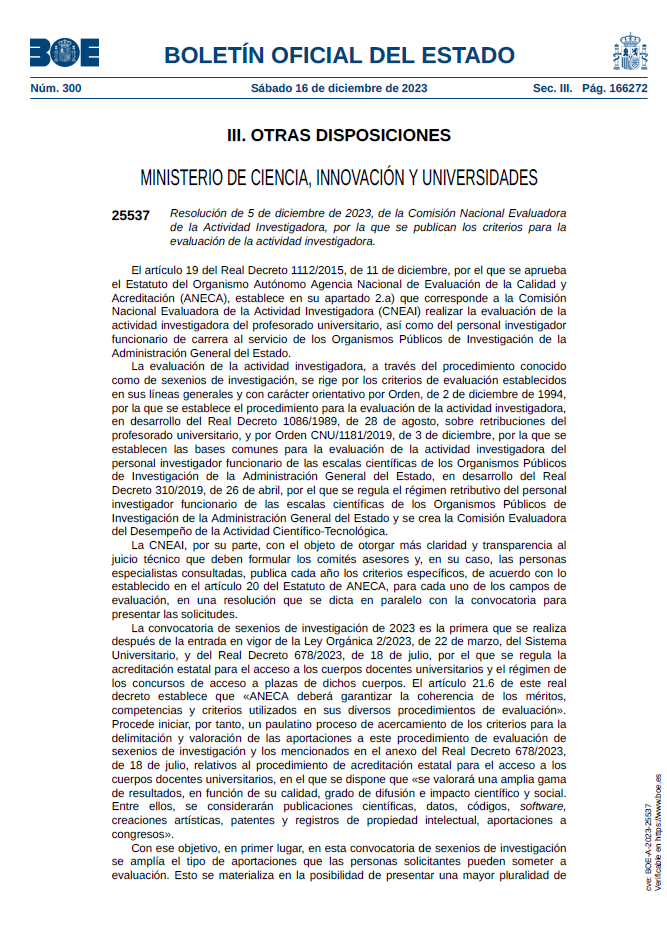 BOE
BOLETÍN OFICIAL DEL ESTADO
Núm. 300
Sábado 16 de diciembre de 2023
Sec. III. Pág. 166272
III. OTRAS DISPOSICIONES
MINISTERIO DE CIENCIA, INNOVACIÓN Y UNIVERSIDADES
25537
Resolución de 5 de diciembre de 2023, de la Comisión Nacional Evaluadora
de la Actividad Investigadora, por la que se publican los criterios para la
evaluación de la actividad investigadora.
El artículo 19 del Real Decreto 1112/2015, de 11 de diciembre, por el que se aprueba
el Estatuto del Organismo Autónomo Agencia Nacional de Evaluación de la Calidad y
Acreditación (ANECA), establece en su apartado 2.a) que corresponde a la Comisión
Nacional Evaluadora de la Actividad Investigadora (CNEAI) realizar la evaluación de la
actividad investigadora del profesorado universitario, así como del personal investigador
funcionario de carrera al servicio de los Organismos Públicos de Investigación de la
Administración General del Estado.
La evaluación de la actividad investigadora, a través del procedimiento conocido
como de sexenios de investigación, se rige por los criterios de evaluación establecidos
en sus líneas generales y con carácter orientativo por Orden, de 2 de diciembre de 1994,
por la que se establece el procedimiento para la evaluación de la actividad investigadora,
en desarrollo del Real Decreto 1086/1989, de 28 de agosto, sobre retribuciones del
profesorado universitario, y por Orden CNU/1181/2019, de 3 de diciembre, por la que se
establecen las bases comunes para la evaluación de la actividad investigadora del
personal investigador funcionario de las escalas científicas de los Organismos Públicos
de Investigación de la Administración General del Estado, en desarrollo del Real
Decreto 310/2019, de 26 de abril, por el que se regula el régimen retributivo del personal
investigador funcionario de las escalas científicas de los Organismos Públicos de
Investigación de la Administración General del Estado y se crea la Comisión Evaluadora
del Desempeño de la Actividad Científico-Tecnológica.
La CNEAI, por su parte, con el objeto de otorgar más claridad y transparencia al
juicio técnico que deben formular los comités asesores y, en su caso, las personas
especialistas consultadas, publica cada año los criterios específicos, de acuerdo con lo
establecido en el artículo 20 del Estatuto de ANECA, para cada uno de los campos de
evaluación, en una resolución que se dicta en paralelo con la convocatoria para
presentar las solicitudes.
La convocatoria de sexenios de investigación de 2023 es la primera que se realiza
después de la entrada en vigor de la Ley Orgánica 2/2023, de 22 de marzo, del Sistema
Universitario, y del Real Decreto 678/2023, de 18 de julio, por el que se regula la
acreditación estatal para el acceso a los cuerpos docentes universitarios y el régimen de
los concursos de acceso a plazas de dichos cuerpos. El artículo 21.6 de este real
decreto establece que «ANECA deberá garantizar la coherencia de los méritos,
competencias y criterios utilizados en sus diversos procedimientos de evaluación».
Procede iniciar, por tanto, un paulatino proceso de acercamiento de los criterios para la
delimitación y valoración de las aportaciones a este procedimiento de evaluación de
sexenios de investigación y los mencionados en el anexo del Real Decreto 678/2023,
de 18 de julio, relativos al procedimiento de acreditación estatal para el acceso a los
cuerpos docentes universitarios, en el que se dispone que «se valorará una amplia gama
de resultados, en función de su calidad, grado de difusión e impacto científico y social.
Entre ellos, se considerarán publicaciones científicas, datos, códigos, software,
creaciones artísticas, patentes y registros de propiedad intelectual, aportaciones a
congresos».
Con ese objetivo, en primer lugar, en esta convocatoria de sexenios de investigación
se amplía el tipo de aportaciones que las personas solicitantes pueden someter a
evaluación. Esto se materializa en la posibilidad de presentar una mayor pluralidad de
cve: BOE-A-2023-25537
Verificable en https://www.boe.es